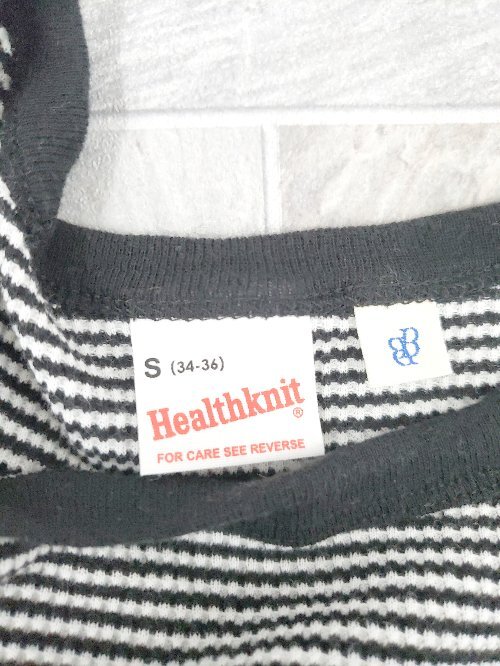 S (34-36)
Healthknit®
FOR CARE SEE REVERSE